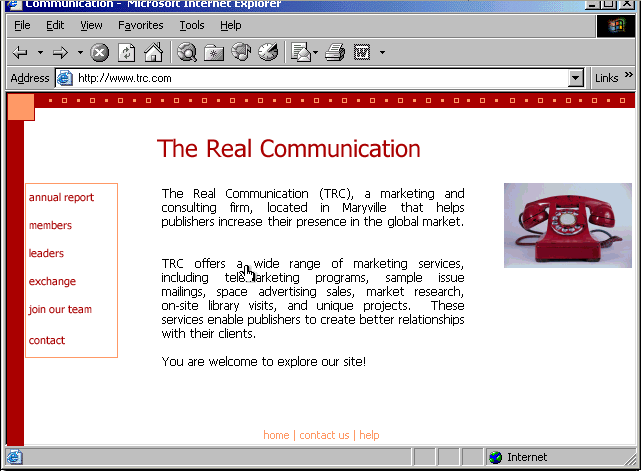 Communication - Microsoft Internet Explorer
File Edit View Favorites Tools Help
Address http://www.trc.com Links »
The Real Communication
annual report
members
leaders
exchange
join our team
contact
The Real Communication (TRC), a marketing and
consulting firm, located in Maryville that helps
publishers increase their presence in the global market.
TRC offers a wide range of marketing services,
including telemarketing programs, sample issue
mailings, space advertising sales, market research,
on-site library visits, and unique projects. These
services enable publishers to create better relationships
with their clients.
You are welcome to explore our site!
home | contact us | help
Internet